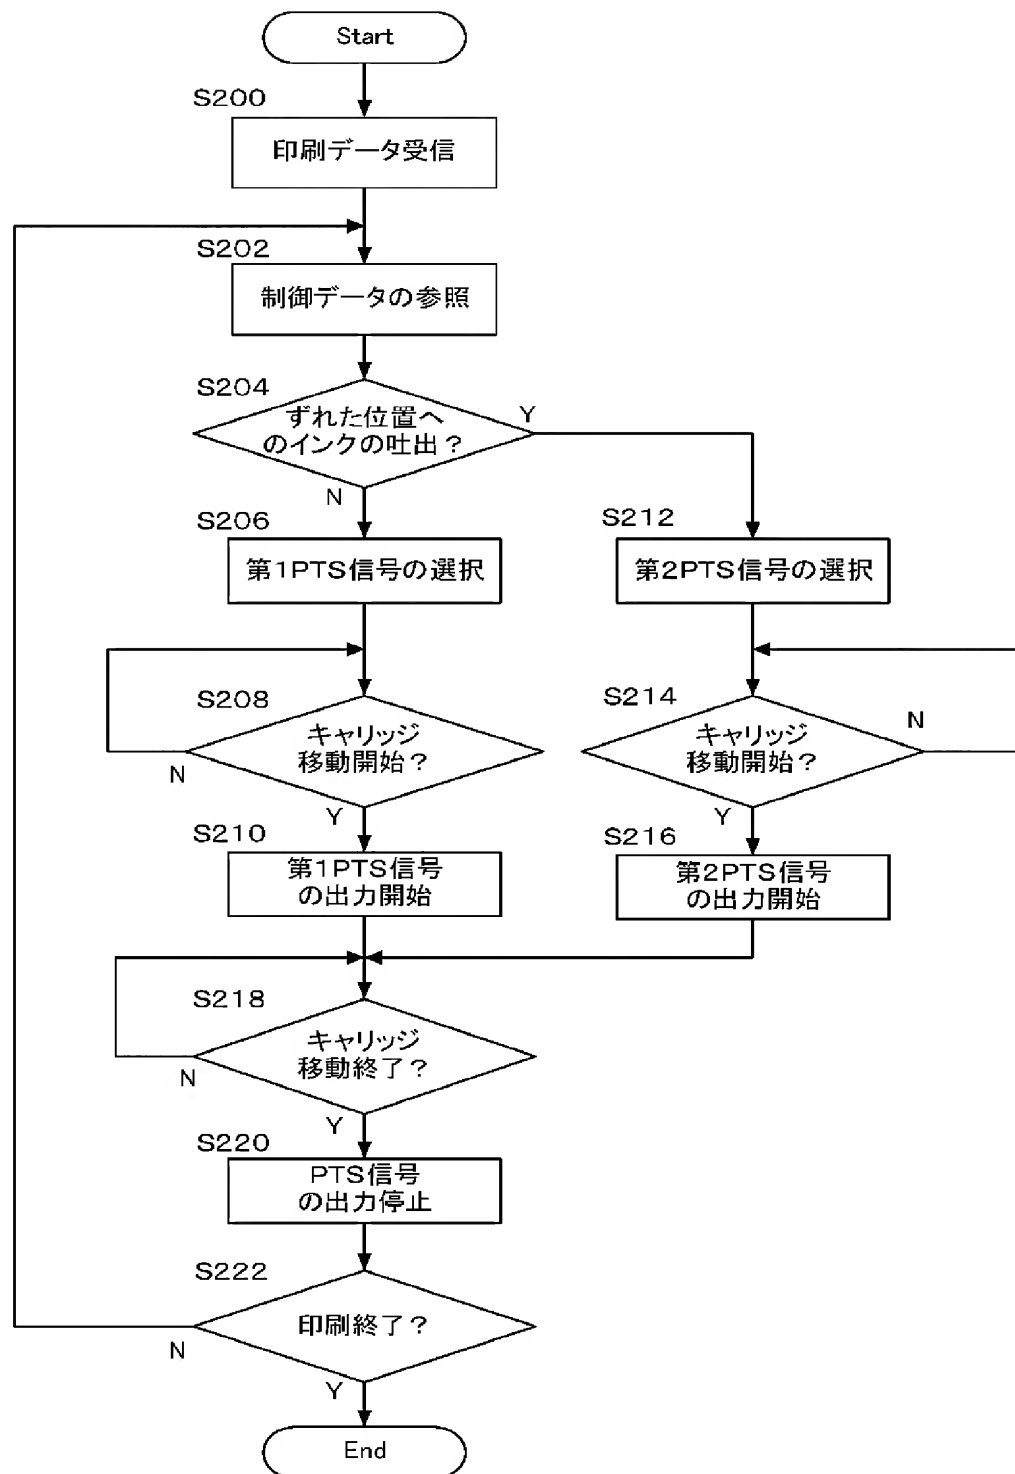 Start
S200
印刷データ受信
S202
制御データの参照
S204
ずれた位置へ
のインクの吐出?
Y
N
S206
第1PTS信号の選択
S212
第2PTS信号の選択
S208
キャリッジ
移動開始?
N
Y
S214
キャリッジ
移動開始?
N
Y
S210
第1PTS信号
の出力開始
S216
第2PTS信号
の出力開始
S218
キャリッジ
移動終了?
N
Y
S220
PTS信号
の出力停止
S222
印刷終了?
N
Y
End